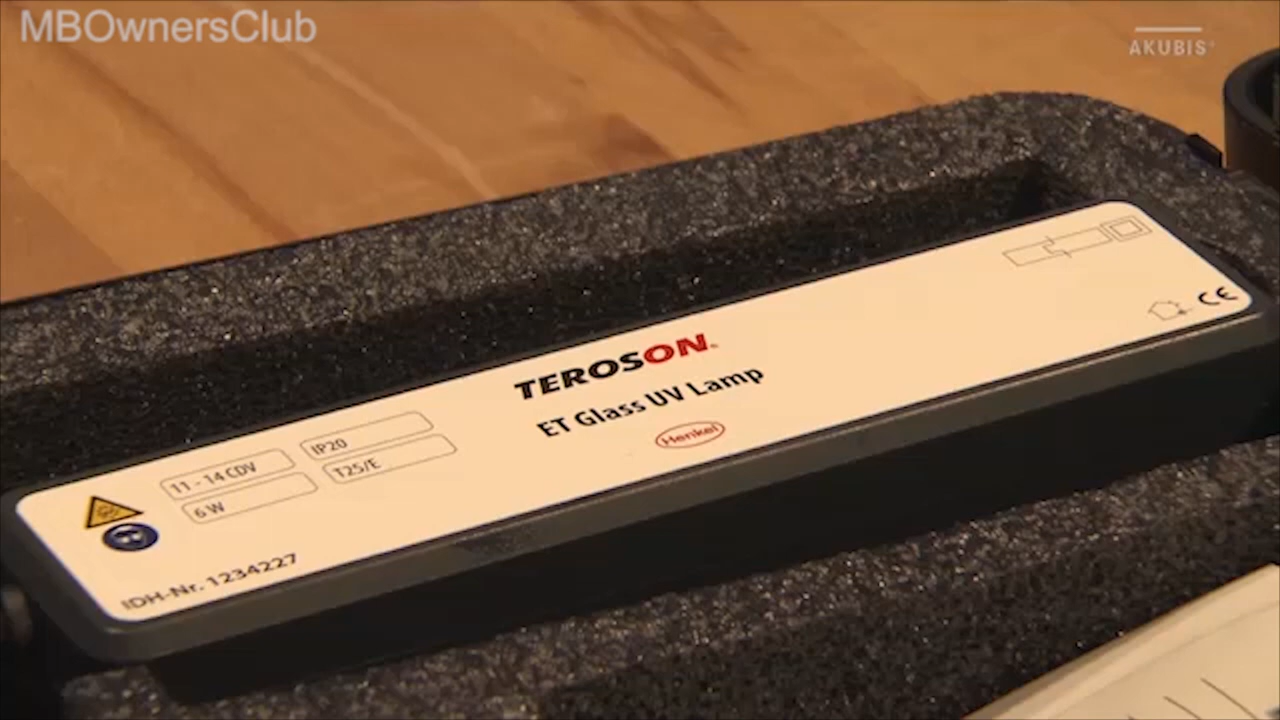 MBOwnersClub
AKUBIS
TEROSON
ET Glass UV Lamp
Henkel
11 - 14 CDV
IP20
6 W
T25/E
IDH-Nr. 1234227
CE